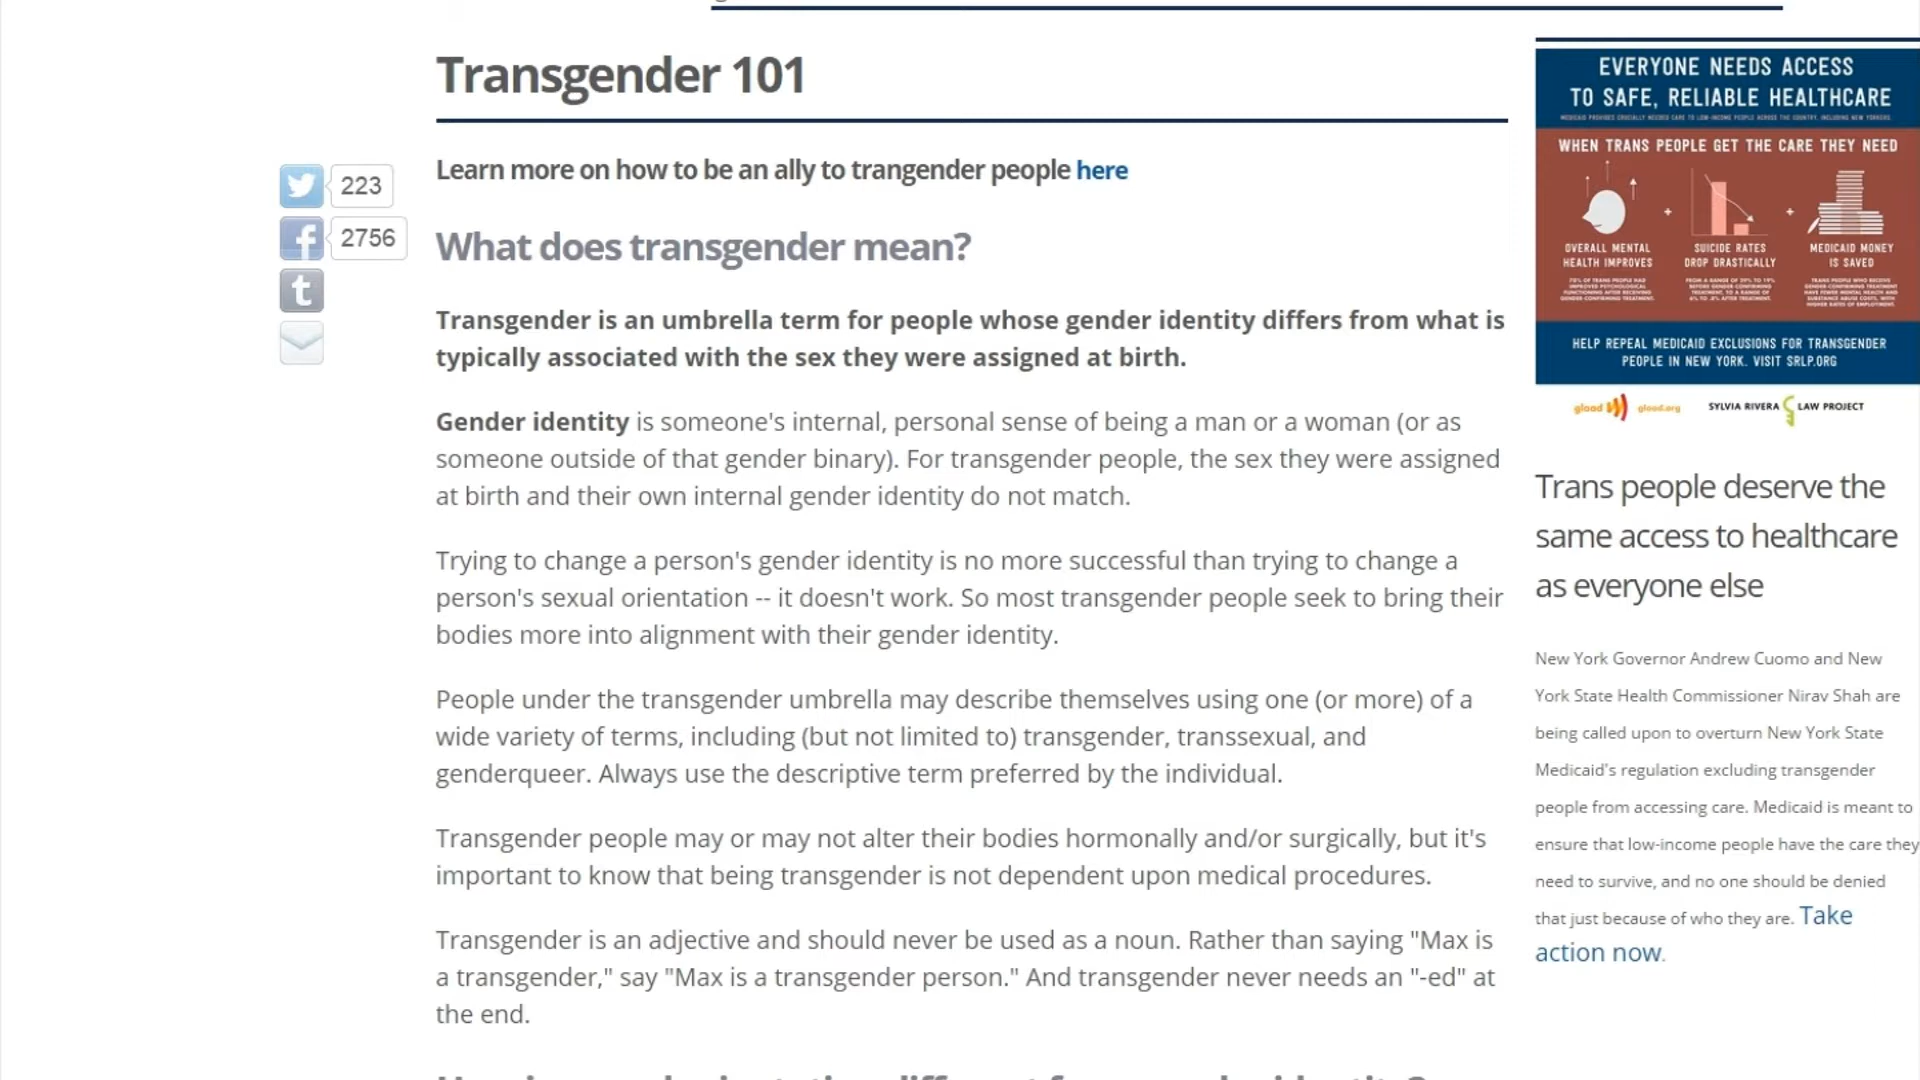 Transgender 101
Learn more on how to be an ally to trangender people here
223
2756
What does transgender mean?
Transgender is an umbrella term for people whose gender identity differs from what is
typically associated with the sex they were assigned at birth.
Gender identity is someone's internal, personal sense of being a man or a woman (or as
someone outside of that gender binary). For transgender people, the sex they were assigned
at birth and their own internal gender identity do not match.
Trying to change a person's gender identity is no more successful than trying to change a
person's sexual orientation -- it doesn't work. So most transgender people seek to bring their
bodies more into alignment with their gender identity.
People under the transgender umbrella may describe themselves using one (or more) of a
wide variety of terms, including (but not limited to) transgender, transsexual, and
genderqueer. Always use the descriptive term preferred by the individual.
Transgender people may or may not alter their bodies hormonally and/or surgically, but it's
important to know that being transgender is not dependent upon medical procedures.
Transgender is an adjective and should never be used as a noun. Rather than saying "Max is
a transgender," say "Max is a transgender person." And transgender never needs an "-ed" at
the end.
EVERYONE NEEDS ACCESS
TO SAFE, RELIABLE HEALTHCARE
MEDICAID PROVIDES CRUCIALLY NEEDED CARE TO LOW-INCOME PEOPLE ACROSS THE COUNTRY, INCLUDING NEW YORKERS.
WHEN TRANS PEOPLE GET THE CARE THEY NEED
OVERALL MENTAL
HEALTH IMPROVES
SUICIDE RATES
DROP DRASTICALLY
MEDICAID MONEY
IS SAVED
HELP REPEAL MEDICAID EXCLUSIONS FOR TRANSGENDER
PEOPLE IN NEW YORK. VISIT SRLP.ORG
glaad glaad.org
SYLVIA RIVERA LAW PROJECT
Trans people deserve the
same access to healthcare
as everyone else
New York Governor Andrew Cuomo and New
York State Health Commissioner Nirav Shah are
being called upon to overturn New York State
Medicaid's regulation excluding transgender
people from accessing care. Medicaid is meant to
ensure that low-income people have the care they
need to survive, and no one should be denied
that just because of who they are. Take
action now.